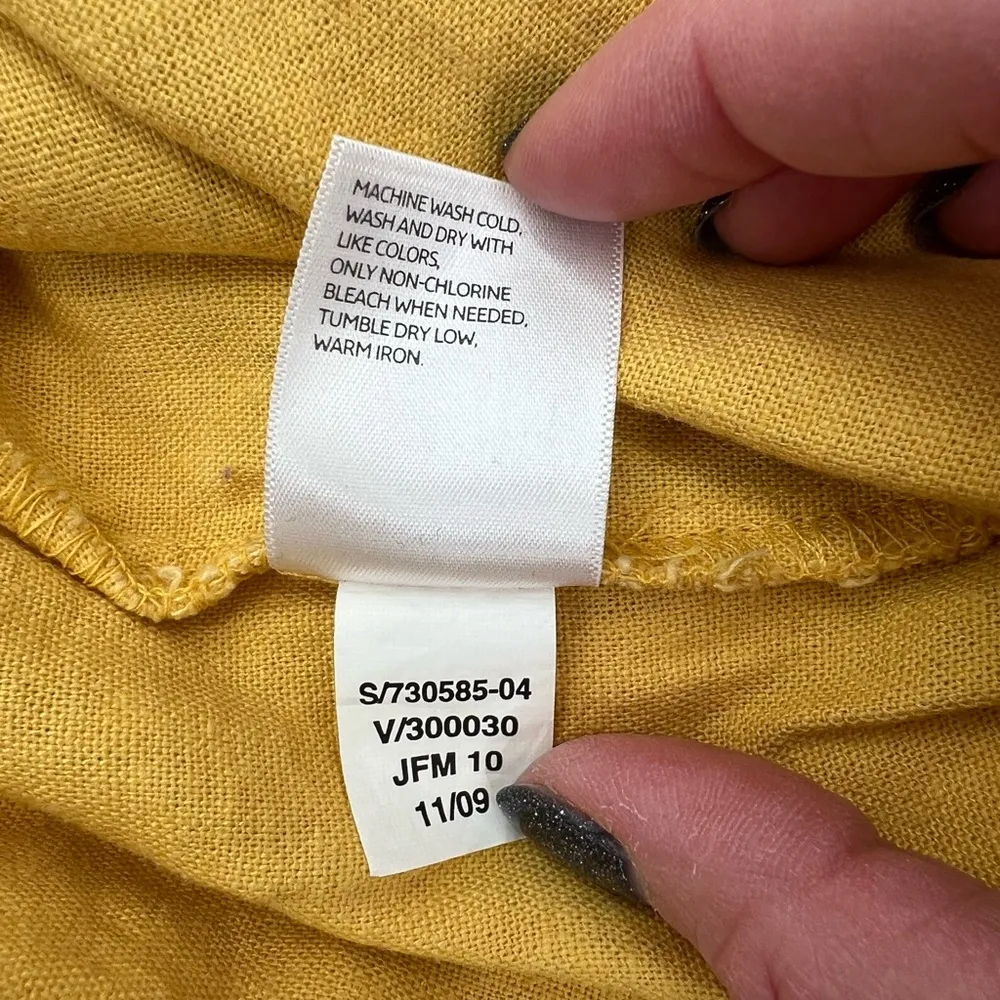 MACHINE WASH COLD,
WASH AND DRY WITH
LIKE COLORS,
ONLY NON-CHLORINE
BLEACH WHEN NEEDED,
TUMBLE DRY LOW,
WARM IRON.
S/730585-04
V/300030
JFM 10
11/09